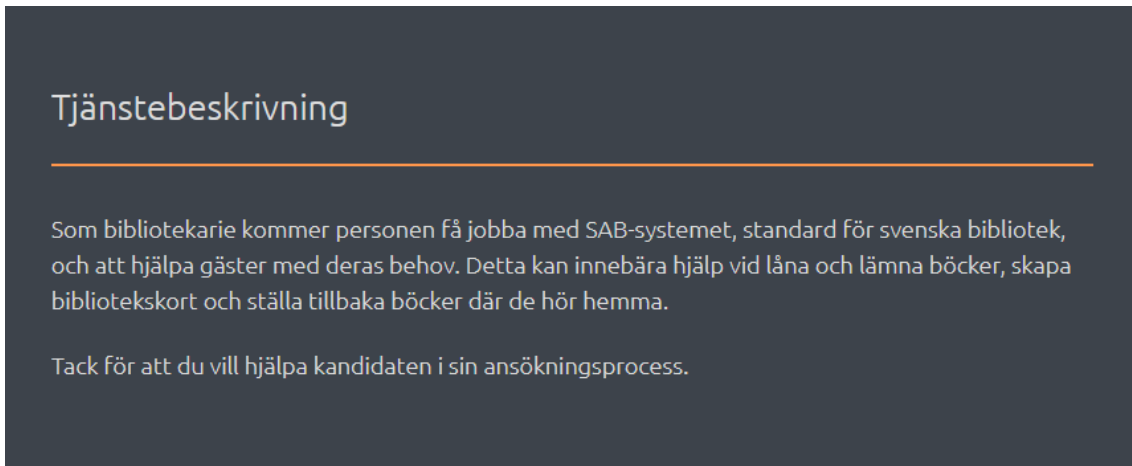 Tjänstebeskrivning
Som bibliotekarie kommer personen få jobba med SAB-systemet, standard för svenska bibliotek,
och att hjälpa gäster med deras behov. Detta kan innebära hjälp vid låna och lämna böcker, skapa
bibliotekskort och ställa tillbaka böcker där de hör hemma.
Tack för att du vill hjälpa kandidaten i sin ansökningsprocess.